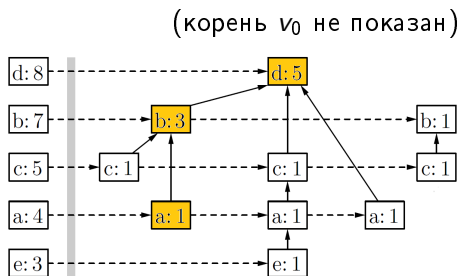 (корень v₀ не показан)
d: 8 d: 5
b: 7 b: 3 b: 1
c: 5 c: 1 c: 1 c: 1
a: 4 a: 1 a: 1 a: 1
e: 3 e: 1